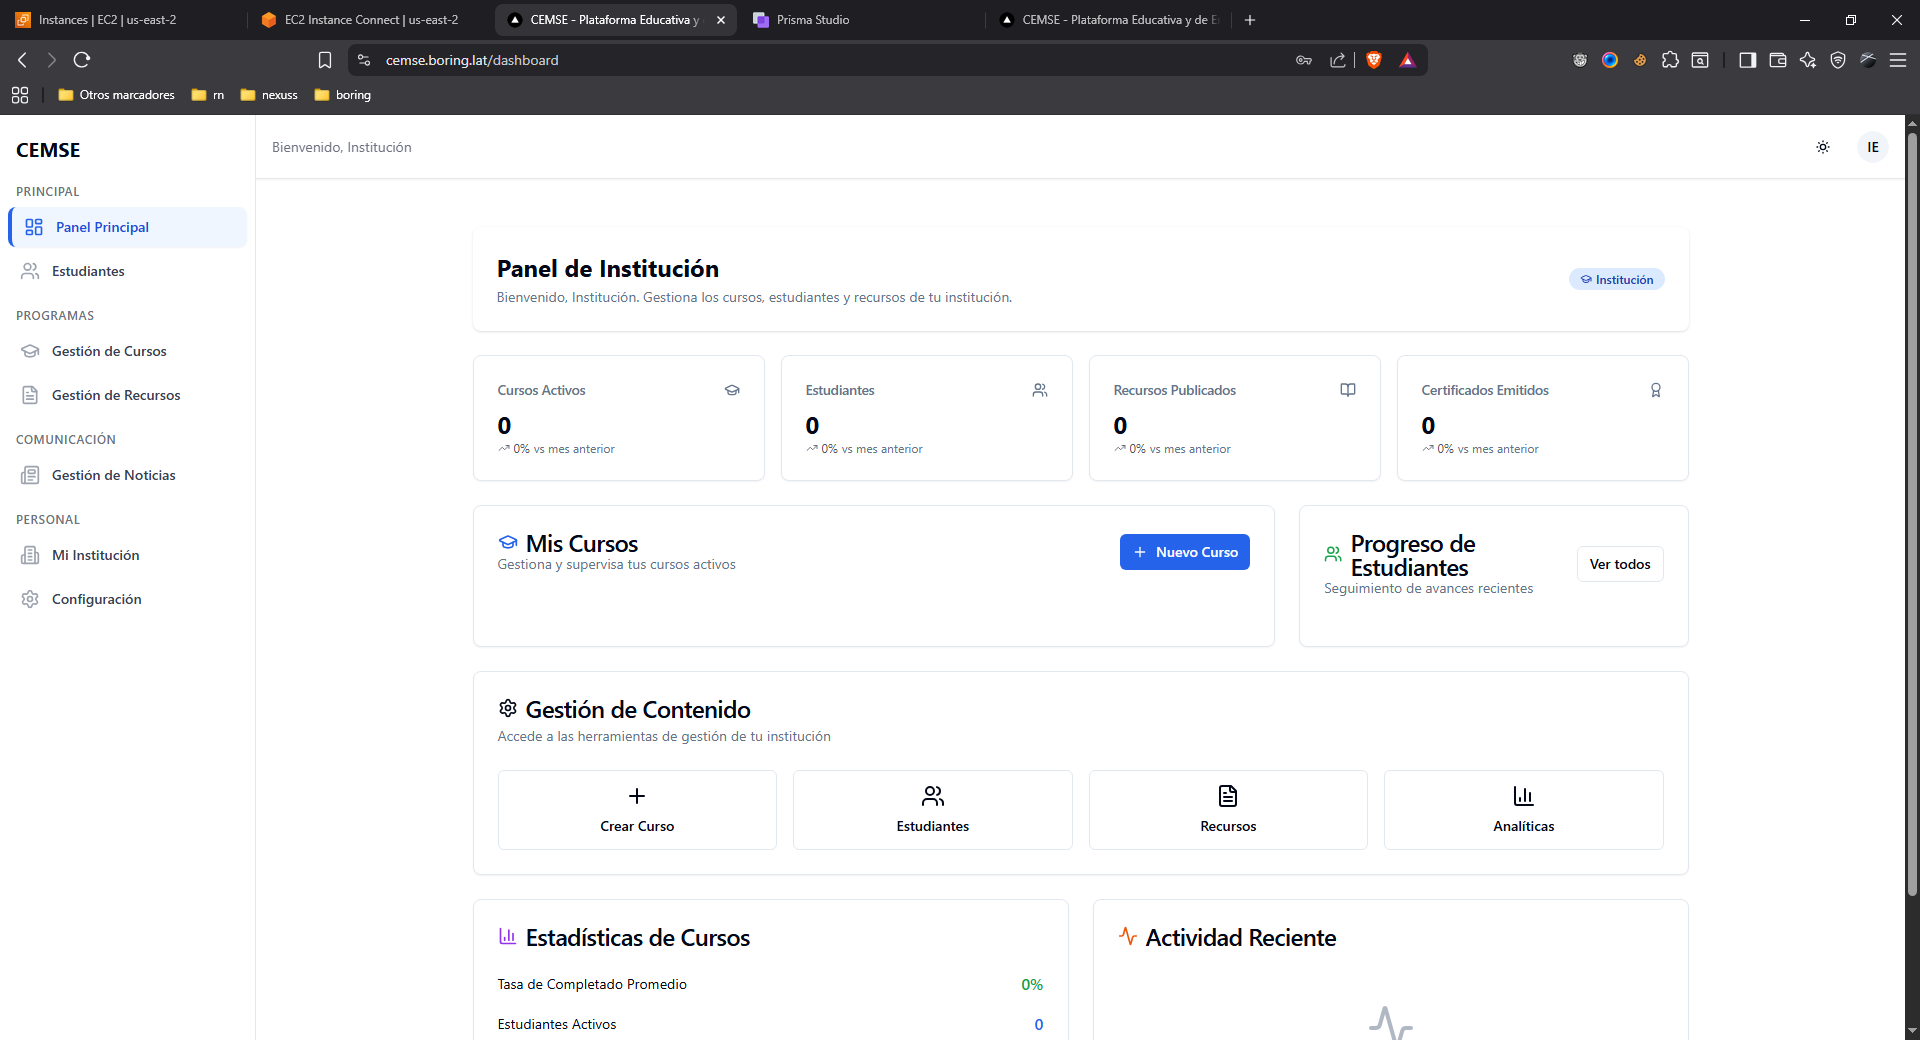 Instances | EC2 | us-east-2
EC2 Instance Connect | us-east-2
CEMSE - Plataforma Educativa y
Prisma Studio
CEMSE - Plataforma Educativa y de E
cemse.boring.lat/dashboard
Otros marcadores
rn
nexuss
boring
CEMSE
PRINCIPAL
Panel Principal
Estudiantes
PROGRAMAS
Gestión de Cursos
Gestión de Recursos
COMUNICACIÓN
Gestión de Noticias
PERSONAL
Mi Institución
Configuración
Bienvenido, Institución
IE
Panel de Institución
Bienvenido, Institución. Gestiona los cursos, estudiantes y recursos de tu institución.
Institución
Cursos Activos
0
0% vs mes anterior
Estudiantes
0
0% vs mes anterior
Recursos Publicados
0
0% vs mes anterior
Certificados Emitidos
0
0% vs mes anterior
Mis Cursos
Gestiona y supervisa tus cursos activos
Nuevo Curso
Progreso de
Estudiantes
Seguimiento de avances recientes
Ver todos
Gestión de Contenido
Accede a las herramientas de gestión de tu institución
Crear Curso
Estudiantes
Recursos
Analíticas
Estadísticas de Cursos
Tasa de Completado Promedio
0%
Estudiantes Activos
0
Actividad Reciente